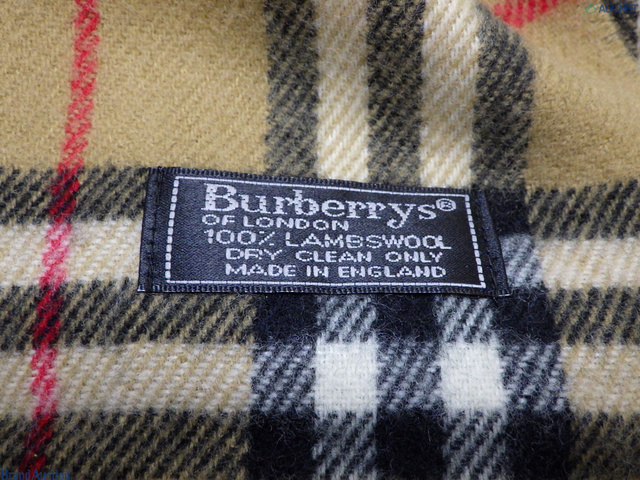 Burberrys®
OF LONDON
100% LAMBSWOOL
DRY CLEAN ONLY
MADE IN ENGLAND